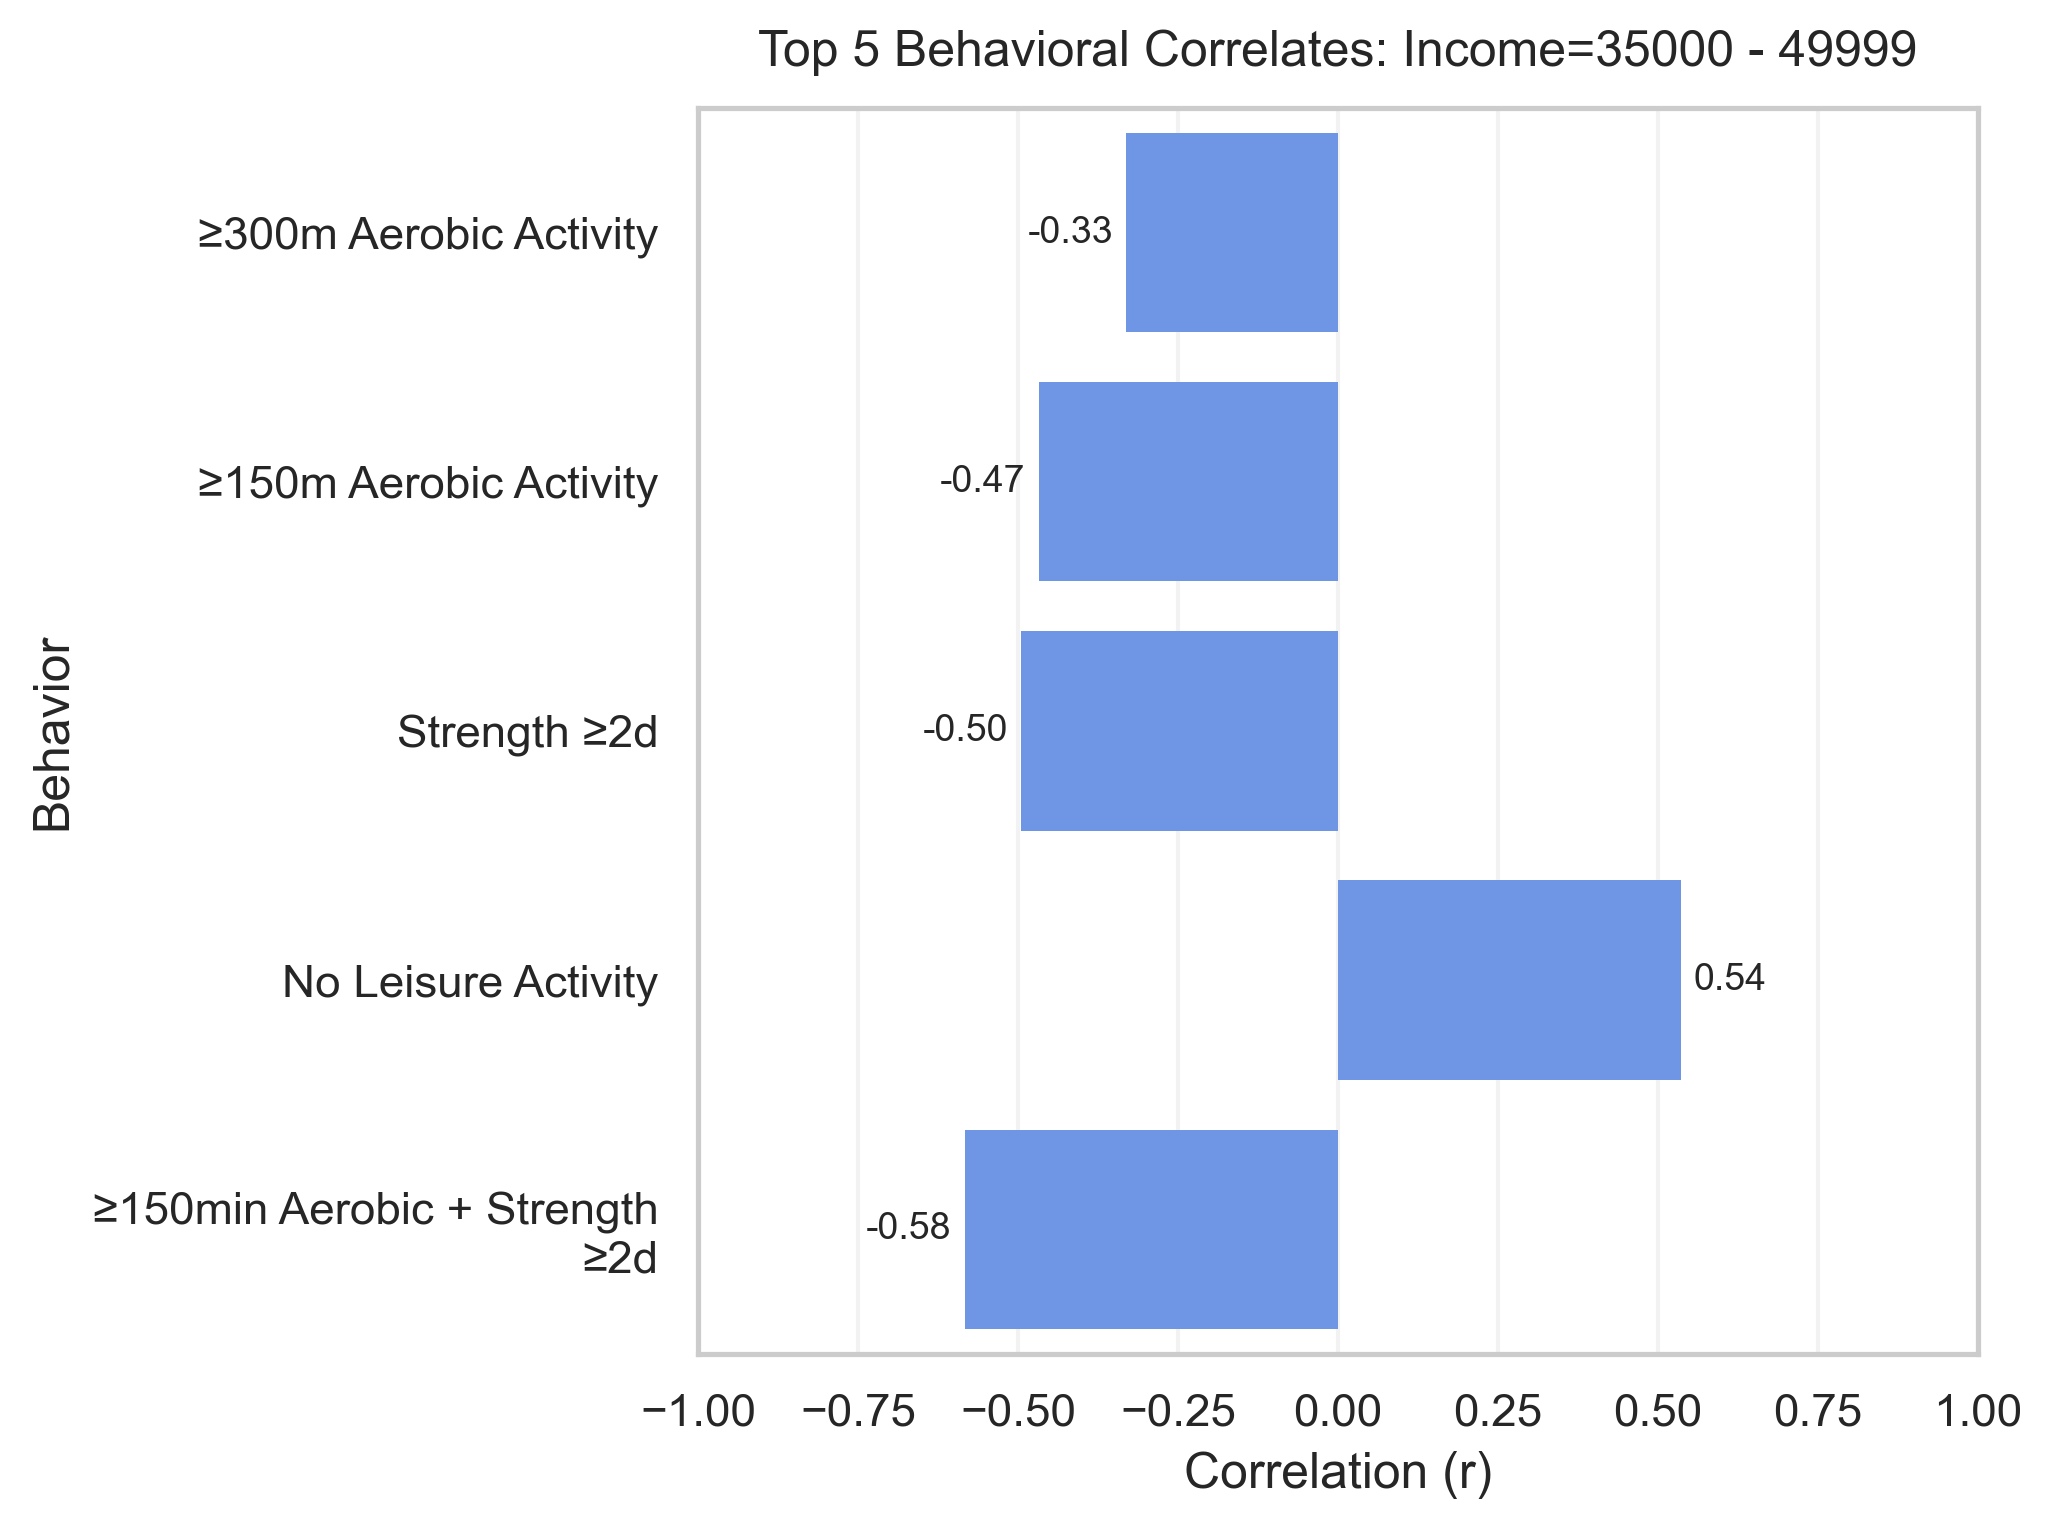 Top 5 Behavioral Correlates: Income=35000 - 49999
Behavior
≥300m Aerobic Activity
-0.33
≥150m Aerobic Activity
-0.47
Strength ≥2d
-0.50
No Leisure Activity
0.54
≥150min Aerobic + Strength
≥2d
-0.58
−1.00 −0.75 −0.50 −0.25 0.00 0.25 0.50 0.75 1.00
Correlation (r)